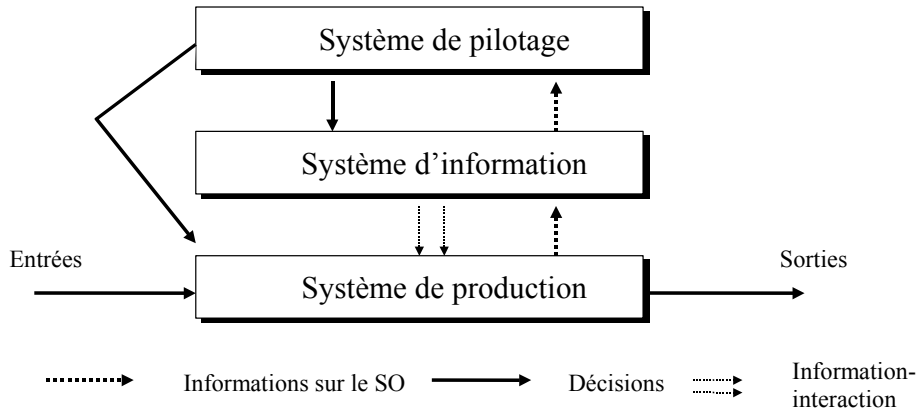 Système de pilotage
Système d’information
Entrées
Sorties
Système de production
Informations sur le SO
Décisions
Information-
interaction